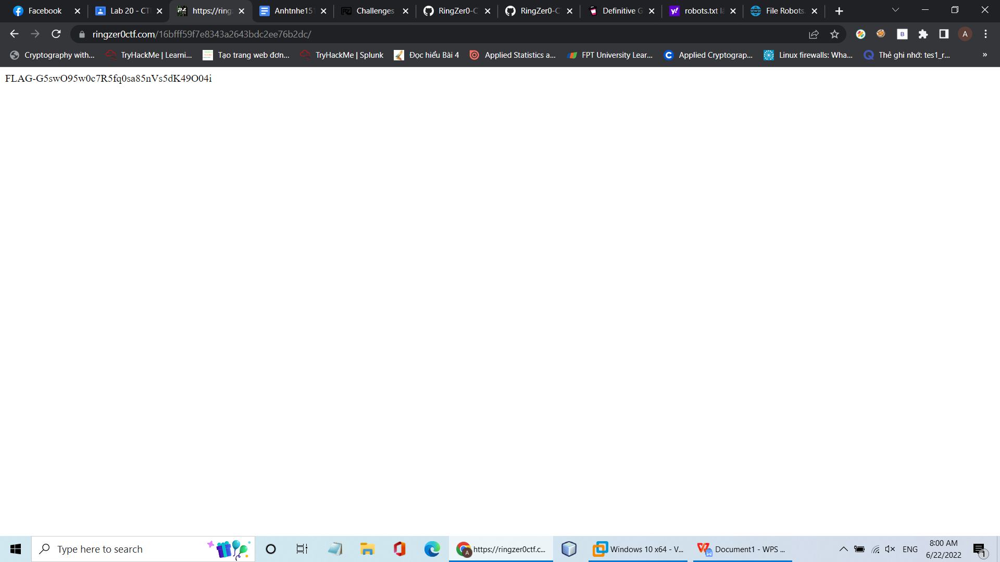 Facebook
Lab 20 - CT
https://ring
Anhtnhe151
Challenges
RingZer0-C
RingZer0-C
Definitive G
robots.txt là
File Robots.
ringzer0ctf.com/16bfff59f7e8343a2643bdc2ee76b2dc/
A
Cryptography with...
TryHackMe | Learni...
Tạo trang web đơn...
TryHackMe | Splunk
Đọc hiểu Bài 4
Applied Statistics a...
FPT University Lear...
Applied Cryptograp...
Linux firewalls: Wha...
Thẻ ghi nhớ: tes1_r...
»
FLAG-G5swO95w0c7R5fq0sa85nVs5dK49O04i
Type here to search
https://ringzer0ctf.c...
Windows 10 x64 - V...
Document1 - WPS ...
ENG
8:00 AM
6/22/2022
1